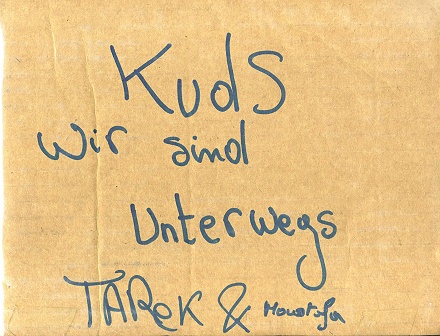 Kuds
Wir sind
Unterwegs
TAReK & Moustafa